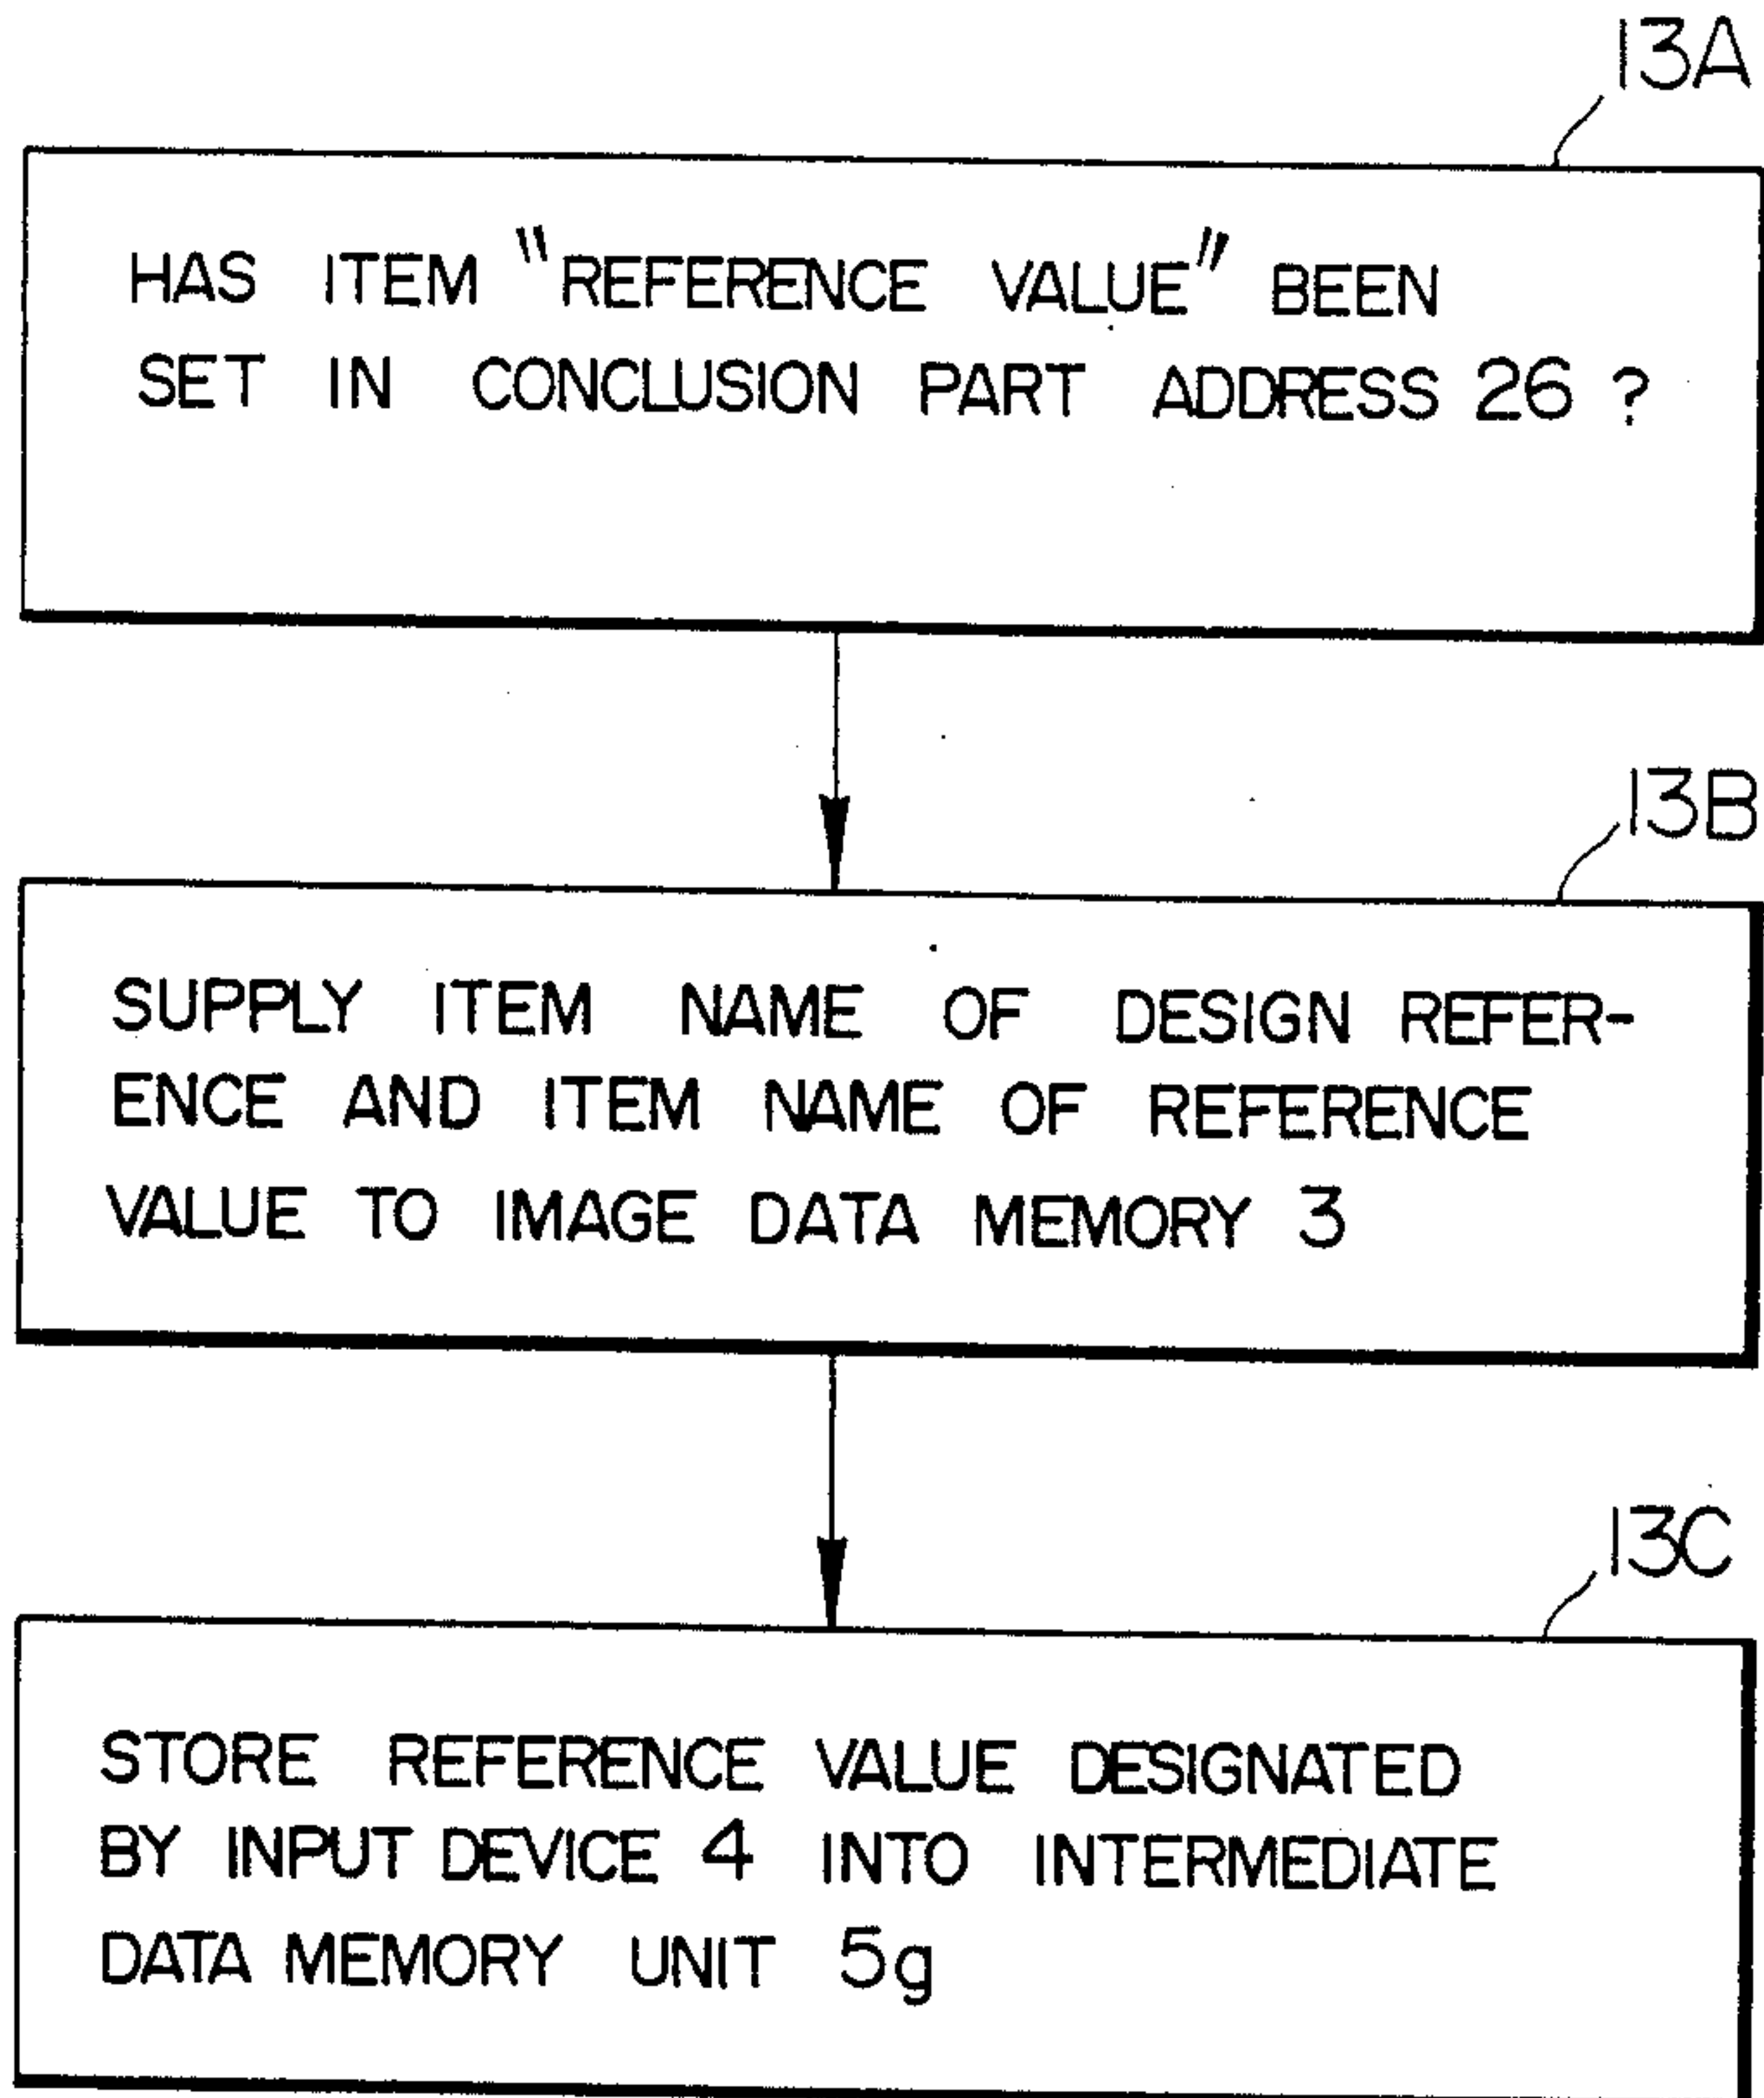 13A
HAS ITEM "REFERENCE VALUE" BEEN
SET IN CONCLUSION PART ADDRESS 26 ?
13B
SUPPLY ITEM NAME OF DESIGN REFER-
ENCE AND ITEM NAME OF REFERENCE
VALUE TO IMAGE DATA MEMORY 3
13C
STORE REFERENCE VALUE DESIGNATED
BY INPUT DEVICE 4 INTO INTERMEDIATE
DATA MEMORY UNIT 5g